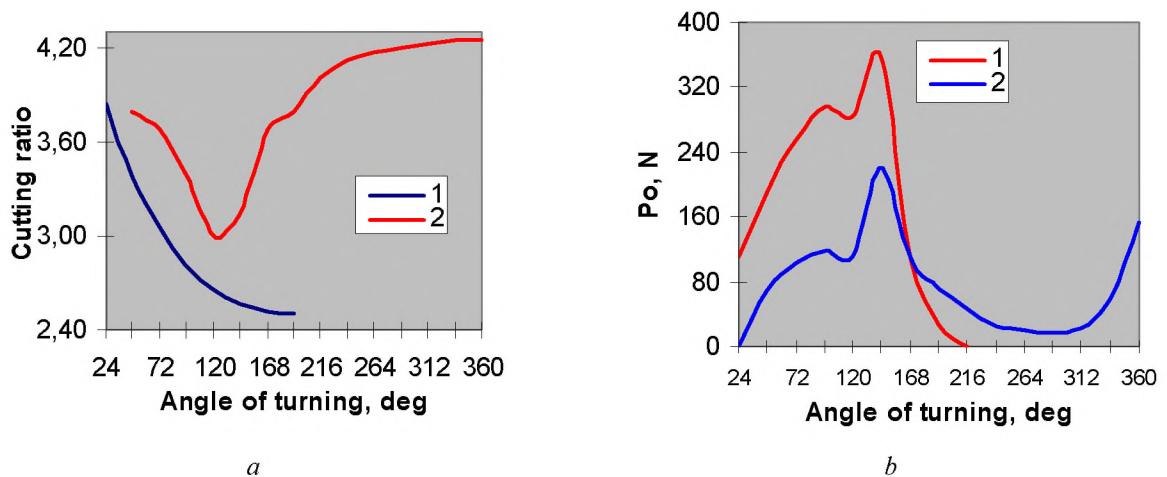 4,20
3,60
3,00
2,40
Cutting ratio
1
2
24 72 120 168 216 264 312 360
Angle of turning, deg
a
400
320
240
160
80
0
Po, N
1
2
24 72 120 168 216 264 312 360
Angle of turning, deg
b